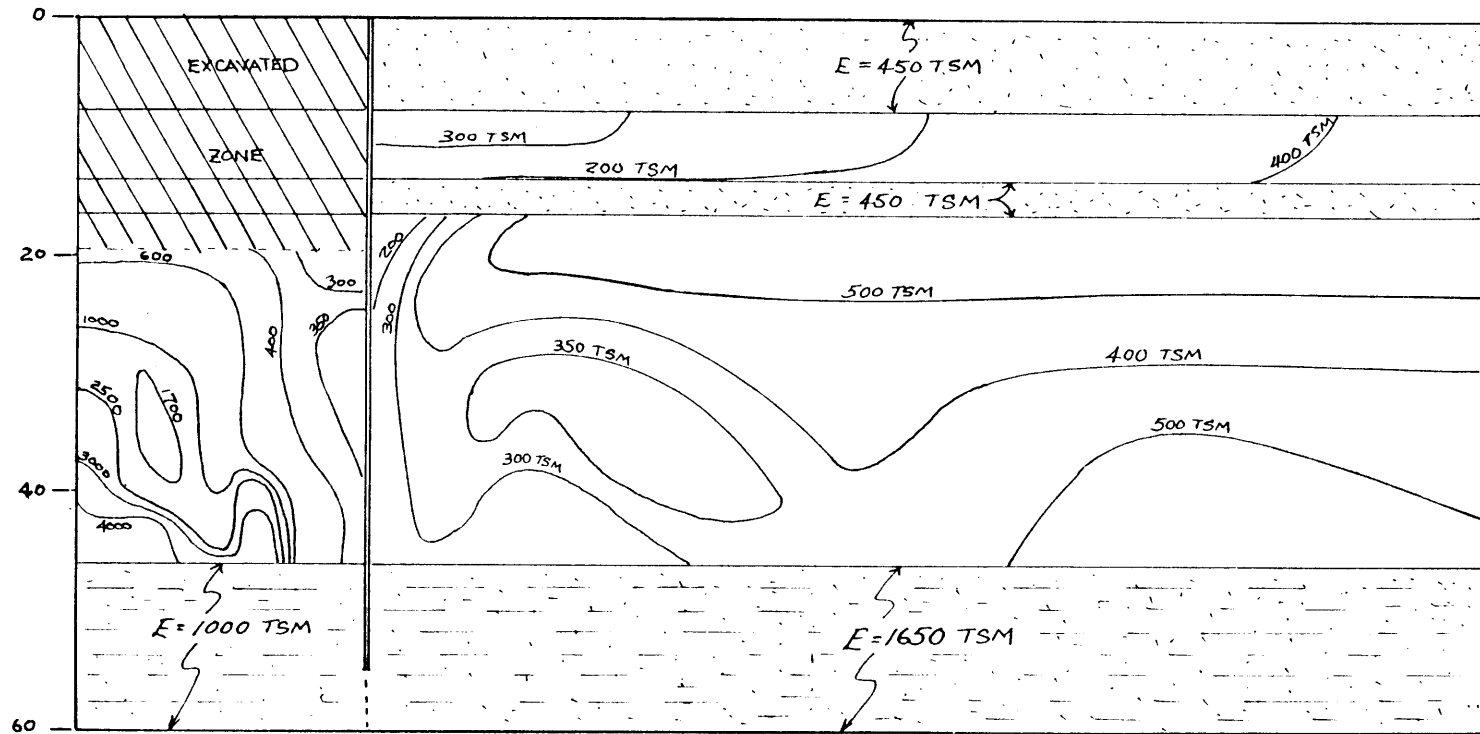 0
EXCAVATED
E = 450 TSM
300 TSM
ZONE
400 TSM
200 TSM
E = 450 TSM
20
600
300
200
500 TSM
1000
300
300
400
350 TSM
400 TSM
2500
1700
500 TSM
3000
300 TSM
40
4000
E = 1000 TSM
E = 1650 TSM
60